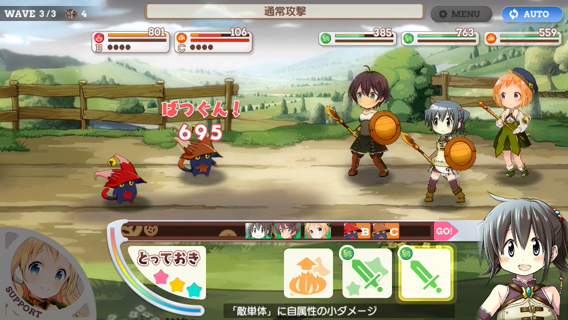 WAVE 3/3 4
通常攻撃
MENU
AUTO
801
B
106
C
385
763
559
ばつぐん!
695
B
C
GO!
とっておき
SUPPORT
「敵単体」に自属性の小ダメージ